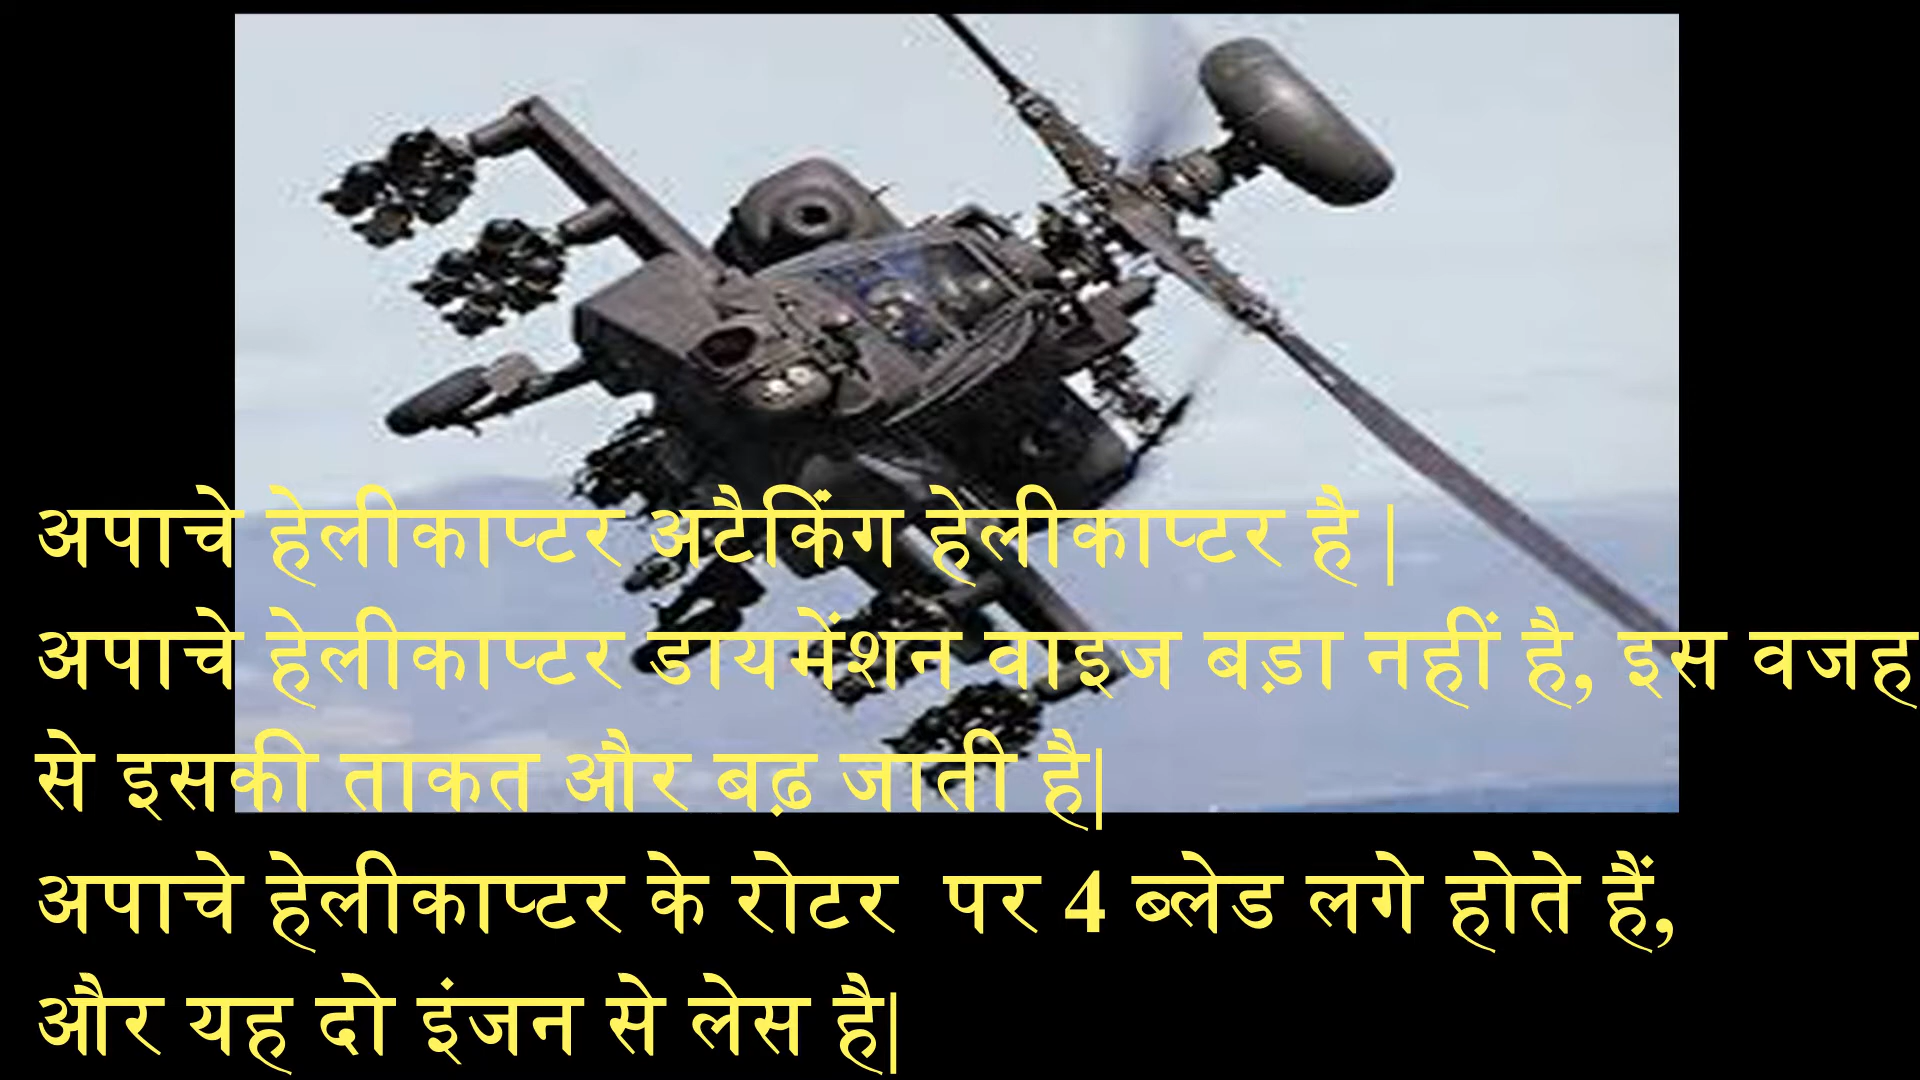 अपाचे हेलीकाप्टर अटैकिंग हेलीकाप्टर है |
अपाचे हेलीकाप्टर डायमेंशन वाइज बड़ा नहीं है, इस वजह
से इसकी ताकत और बढ़ जाती है|
अपाचे हेलीकाप्टर के रोटर  पर 4 ब्लेड लगे होते हैं,
और यह दो इंजन से लेस है|